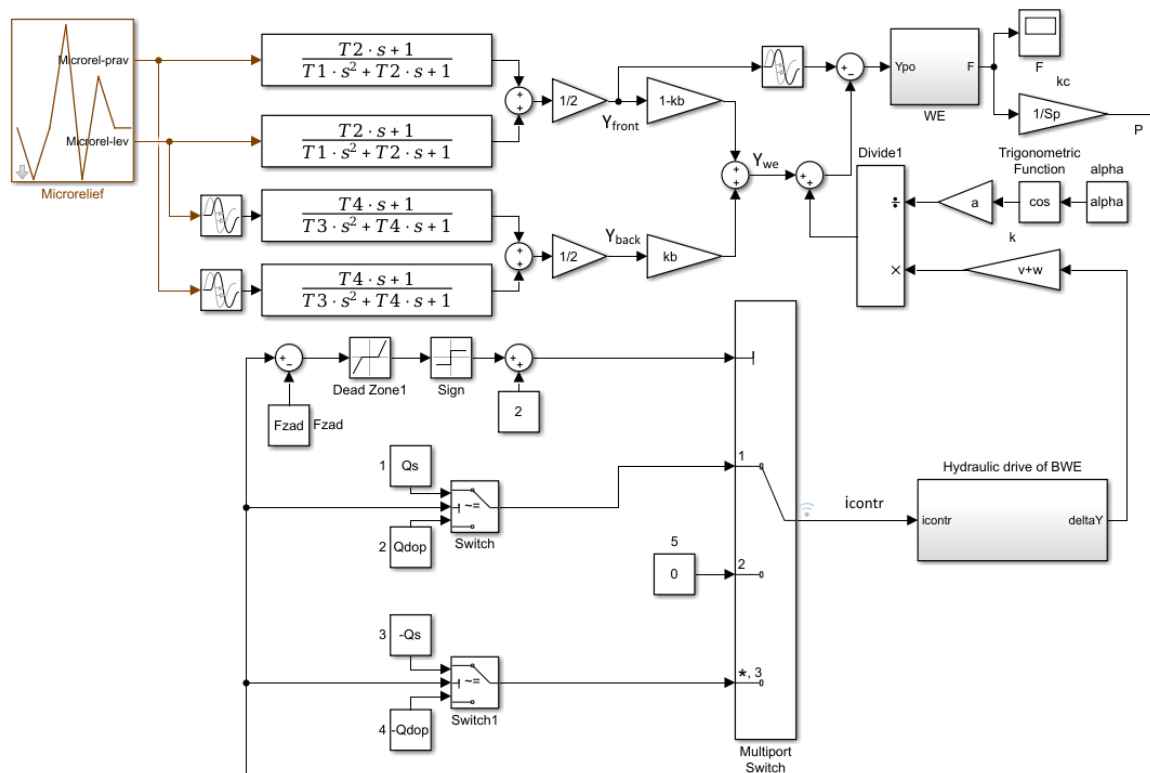 Microrel-prav
Microrel-lev
Microrelief
T2·s+1
T1·s²+T2·s+1
T2·s+1
T1·s²+T2·s+1
T4·s+1
T3·s²+T4·s+1
T4·s+1
T3·s²+T4·s+1
+
+
1/2
Yfront
1-kb
+
+
1/2
Yback
kb
+
+
Ywe
+
+
+
−
Ypo
F
WE
F
kc
1/Sp
P
Divide1
÷
×
a
Trigonometric
Function
cos
alpha
alpha
k
v+w
+
−
Fzad
Fzad
Dead Zone1
Sign
+
+
2
1
Qs
~=
2
Qdop
Switch
3
-Qs
~=
4
-Qdop
Switch1
5
0
1
2
*, 3
Multiport
Switch
icontr
Hydraulic drive of BWE
icontr
deltaY